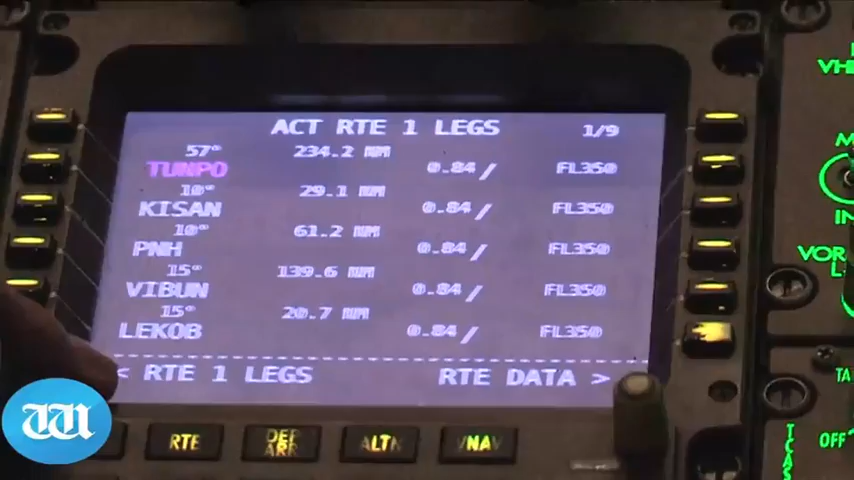 ACT RTE 1 LEGS 1/9
57° 234.2 NM
TUNPO 0.84/ FL350
10° 29.1 NM
KISAN 0.84/ FL350
10° 61.2 NM
PNH 0.84/ FL350
15° 139.6 NM
VIBUN 0.84/ FL350
15° 20.7 NM
LEKOB 0.84/ FL350
< RTE 1 LEGS RTE DATA >
RTE DEP ARR ALTN VNAV
VOR
TCAS
OFF
W